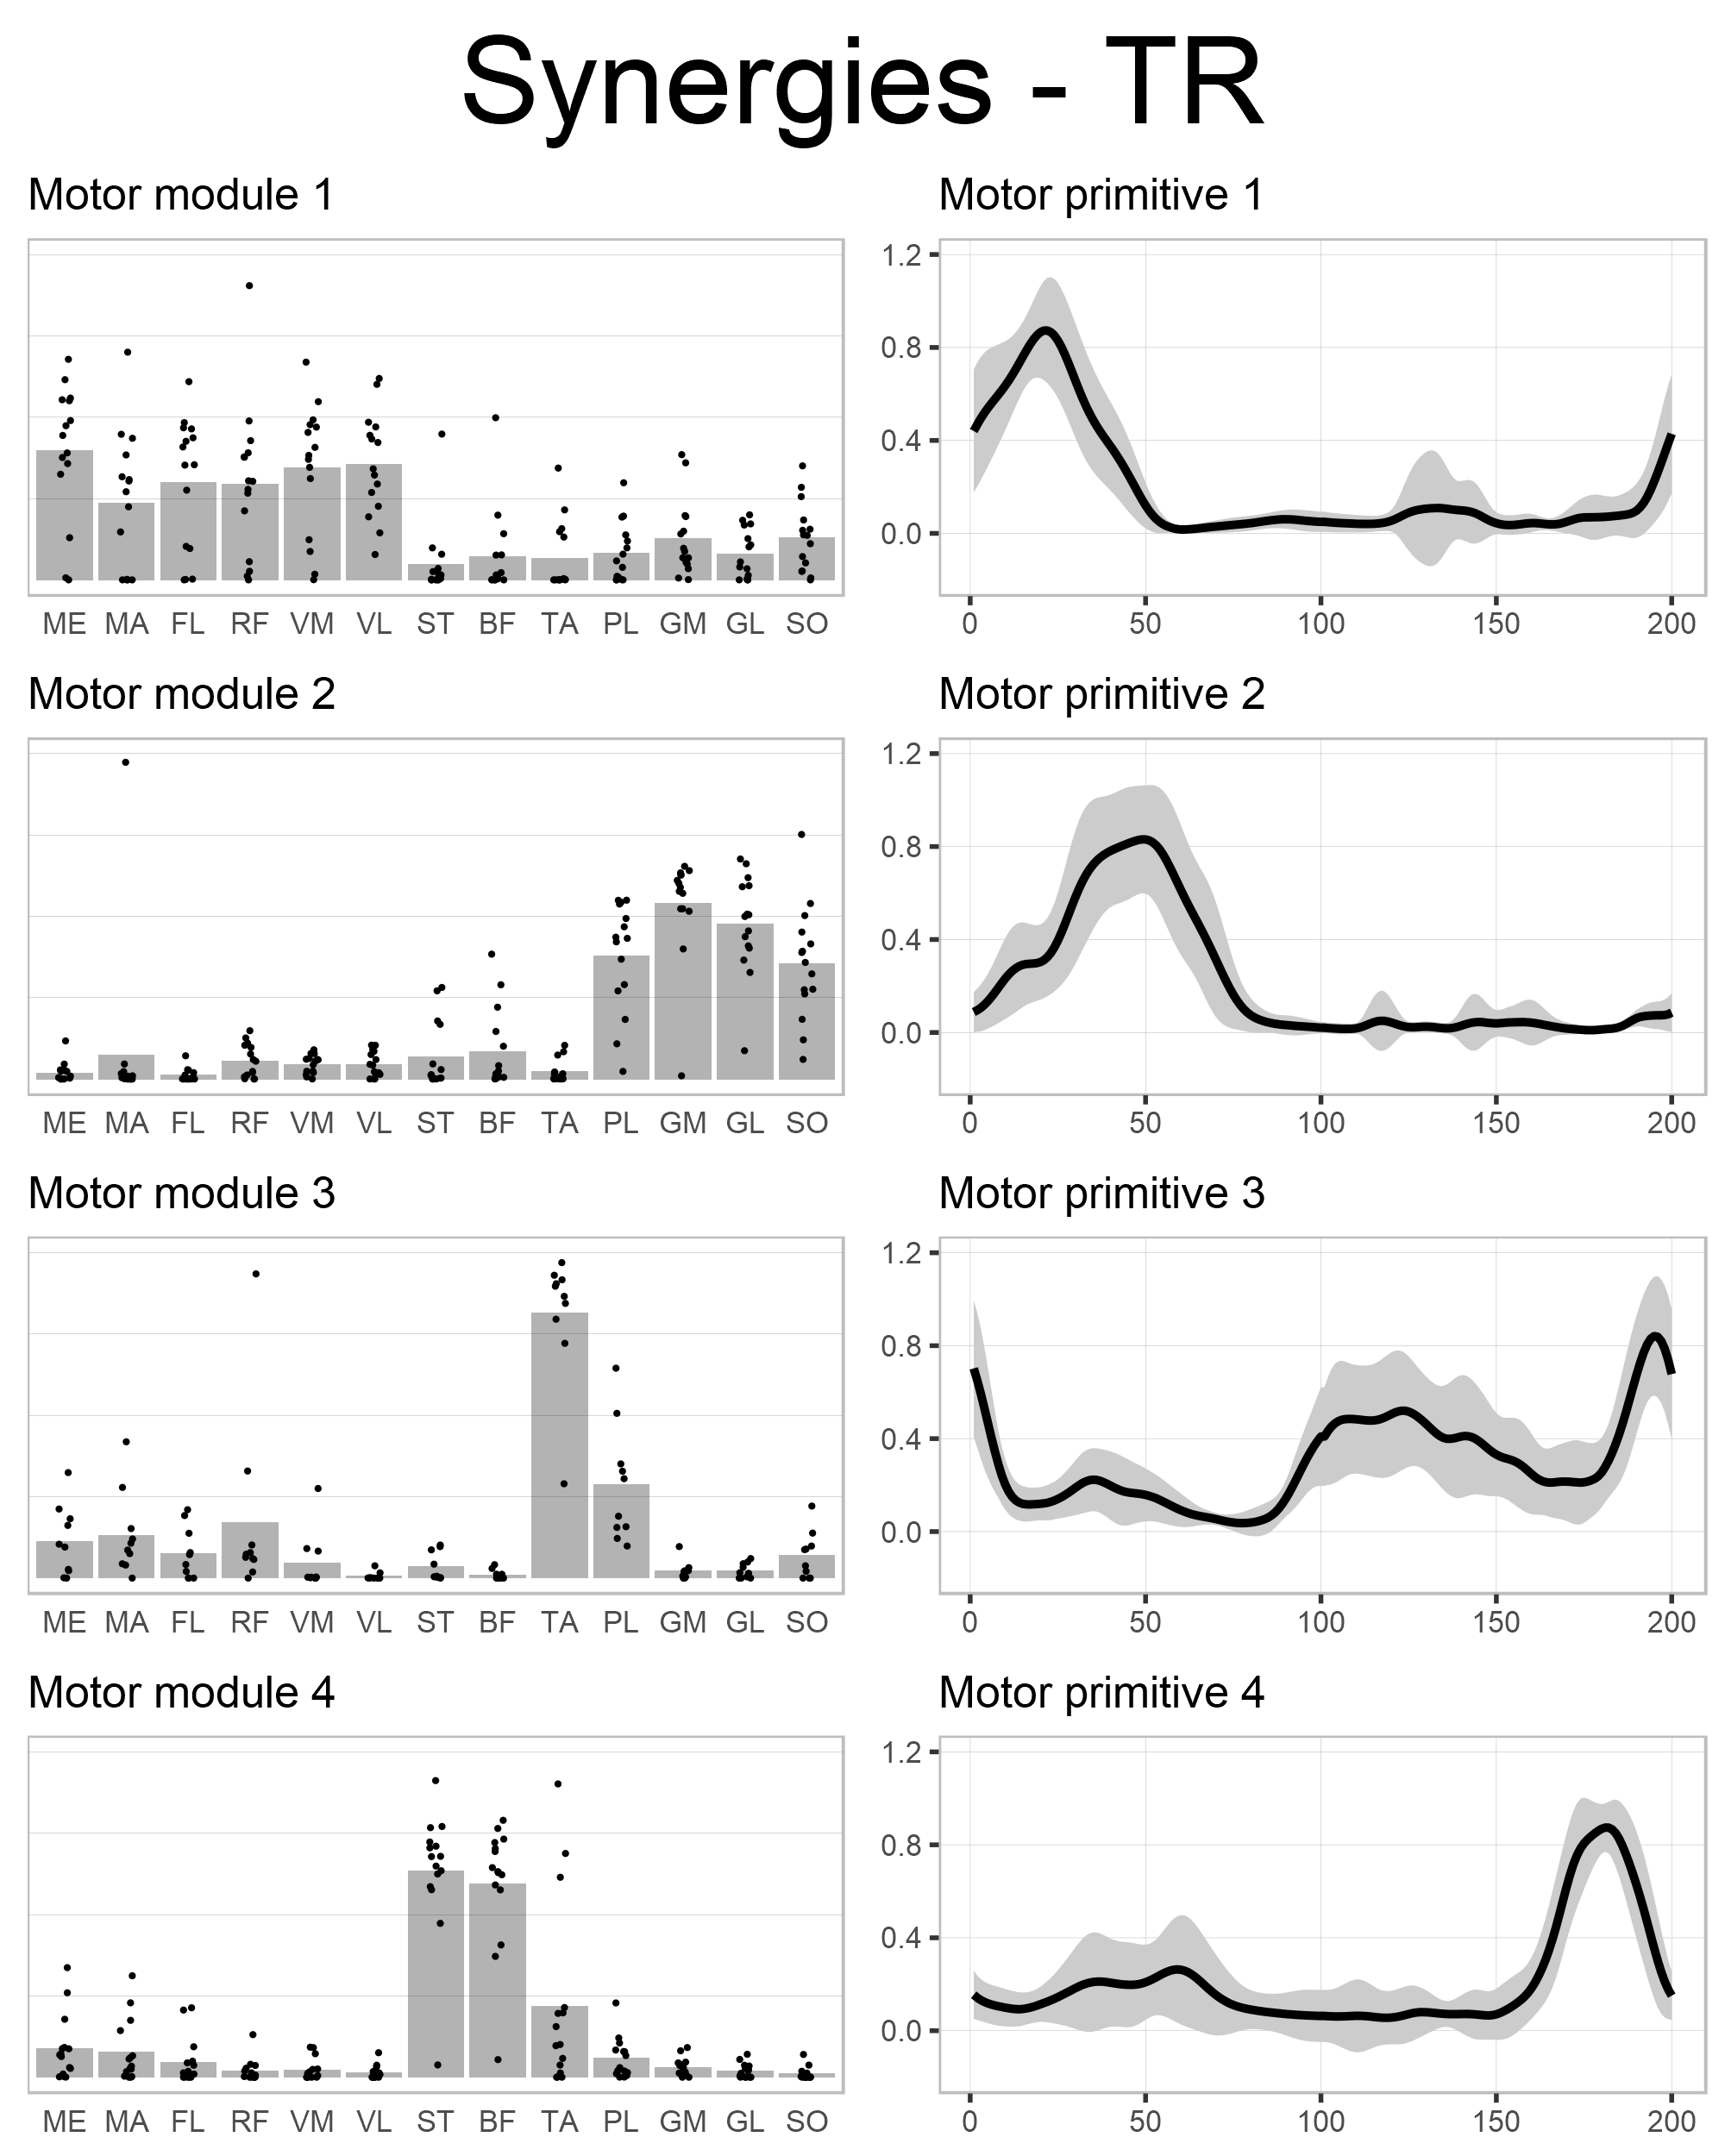 Synergies - TR
Motor module 1
ME MA FL RF VM VL ST BF TA PL GM GL SO
Motor primitive 1
1.2
0.8
0.4
0.0
0 50 100 150 200
Motor module 2
ME MA FL RF VM VL ST BF TA PL GM GL SO
Motor primitive 2
1.2
0.8
0.4
0.0
0 50 100 150 200
Motor module 3
ME MA FL RF VM VL ST BF TA PL GM GL SO
Motor primitive 3
1.2
0.8
0.4
0.0
0 50 100 150 200
Motor module 4
ME MA FL RF VM VL ST BF TA PL GM GL SO
Motor primitive 4
1.2
0.8
0.4
0.0
0 50 100 150 200